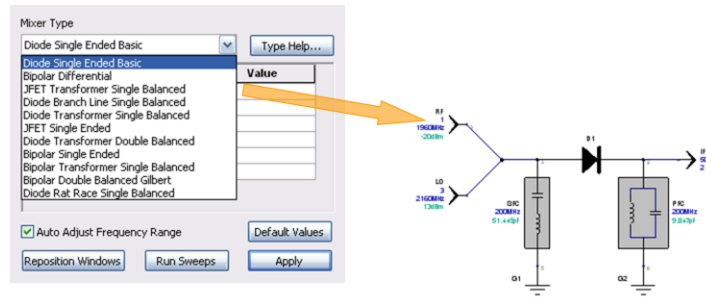 Mixer Type
Diode Single Ended Basic
Type Help...
Diode Single Ended Basic
Bipolar Differential
Value
JFET Transformer Single Balanced
Diode Branch Line Single Balanced
Diode Transformer Single Balanced
JFET Single Ended
Diode Transformer Double Balanced
Bipolar Single Ended
Bipolar Transformer Single Balanced
Bipolar Double Balanced Gilbert
Diode Rat Race Single Balanced
Auto Adjust Frequency Range
Default Values
Reposition Windows
Run Sweeps
Apply
RF
1
1960MHz
-20dBm
D1
IF
2
LO
3
2160MHz
13dBm
SFC
200MHz
PFC
200MHz
G1
G2